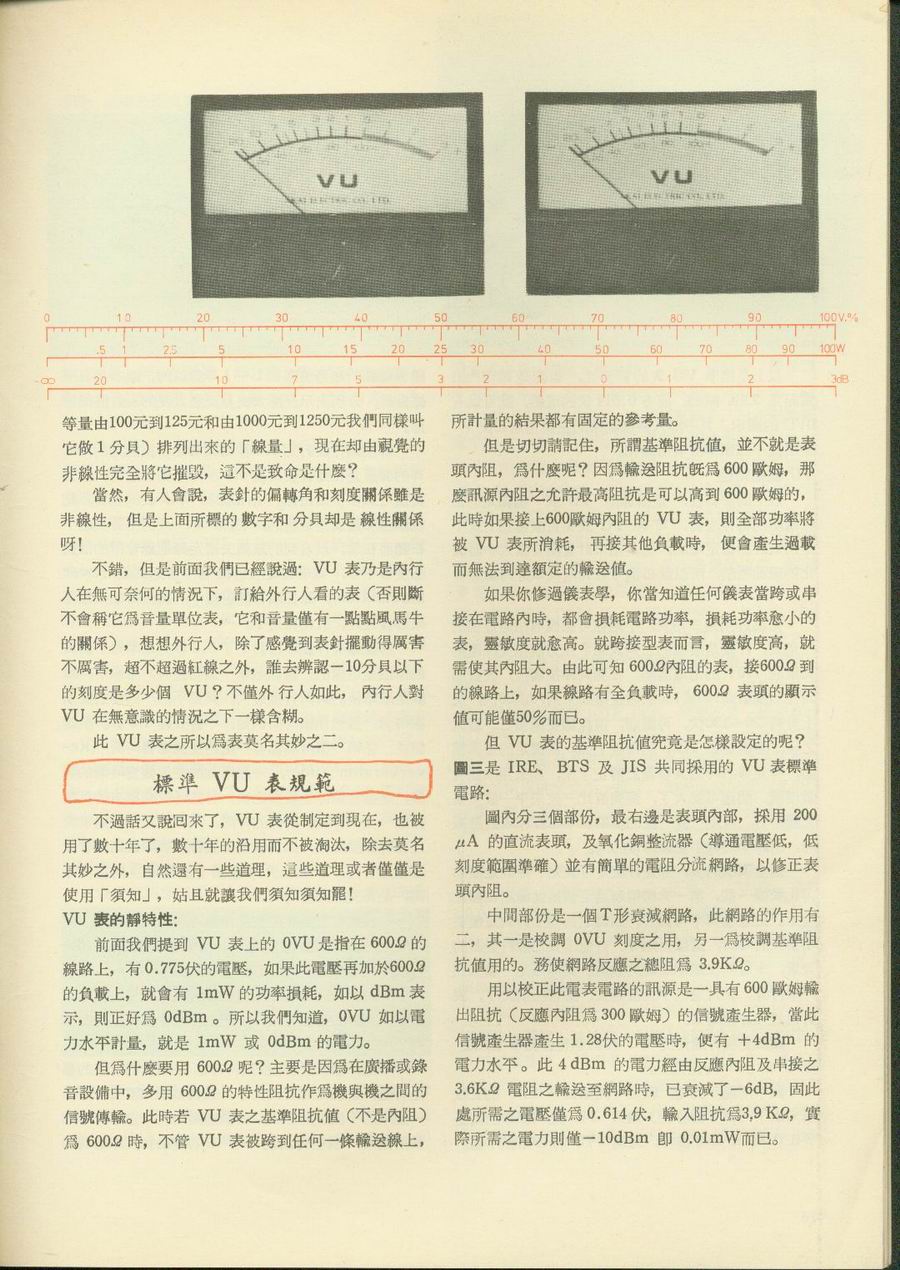 VU
VU
0 10 20 30 40 50 60 70 80 90 100V.%
.5 1 2.5 5 10 15 20 25 30 40 50 60 70 80 90 100W
-∞ 20 10 7 5 3 2 1 0 1 2 3dB
等量由100元到125元和由1000元到1250元我們同樣叫
它做1分貝）排列出來的「線量」，現在却由視覺的
非線性完全將它摧毀，這不是致命是什麼？
當然，有人會說，表針的偏轉角和刻度關係雖是
非線性，但是上面所標的數字和分貝却是線性關係
呀！
不錯，但是前面我們已經說過：VU 表乃是內行
人在無可奈何的情況下，訂給外行人看的表（否則斷
不會稱它爲音量單位表，它和音量僅有一點點風馬牛
的關係），想想外行人，除了感覺到表針擺動得厲害
不厲害，超不超過紅線之外，誰去辨認－10分貝以下
的刻度是多少個 VU？不僅外行人如此，內行人對
VU 在無意識的情況之下一樣含糊。
此 VU 表之所以爲表莫名其妙之二。
標準 VU 表規範
不過話又說回來了，VU 表從制定到現在，也被
用了數十年了，數十年的沿用而不被淘汰，除去莫名
其妙之外，自然還有一些道理，這些道理或者僅僅是
使用「須知」，姑且就讓我們須知須知罷！
VU 表的靜特性：
前面我們提到 VU 表上的 0VU是指在 600Ω 的
線路上，有0.775伏的電壓，如果此電壓再加於600Ω
的負載上，就會有 1mW 的功率損耗，如以 dBm 表
示，則正好爲 0dBm 。所以我們知道，0VU 如以電
力水平計量，就是 1mW 或 0dBm 的電力。
但爲什麼要用 600Ω 呢？主要是因爲在廣播或錄
音設備中，多用 600Ω 的特性阻抗作爲機與機之間的
信號傳輸。此時若 VU 表之基準阻抗值（不是內阻）
爲 600Ω 時，不管 VU 表被跨到任何一條輸送線上，
所計量的結果都有固定的參考量。
但是切切請記住，所謂基準阻抗值，並不就是表
頭內阻，爲什麼呢？因爲輸送阻抗旣爲 600 歐姆，那
麼訊源內阻之允許最高阻抗是可以高到 600 歐姆的，
此時如果接上600歐姆內阻的 VU 表，則全部功率將
被 VU 表所消耗，再接其他負載時，便會產生過載
而無法到達額定的輸送値。
如果你修過儀表學，你當知道任何儀表當跨或串
接在電路內時，都會損耗電路功率，損耗功率愈小的
表，靈敏度就愈高。就跨接型表而言，靈敏度高，就
需使其內阻大。由此可知 600Ω內阻的表，接600Ω 到
的線路上，如果線路有全負載時，600Ω 表頭的顯示
值可能僅50％而已。
但 VU 表的基準阻抗值究竟是怎樣設定的呢？
圖三是 IRE、BTS 及 JIS 共同採用的 VU 表標準
電路：
圖內分三個部份，最右邊是表頭內部，採用 200
μA 的直流表頭，及氧化銅整流器（導通電壓低，低
刻度範圍準確）並有簡單的電阻分流網路，以修正表
頭內阻。
中間部份是一個T形衰減網路，此網路的作用有
二，其一是校調 0VU 刻度之用，另一爲校調基準阻
抗值用的。務使網路反應之總阻爲 3.9KΩ。
用以校正此電表電路的訊源是一具有 600 歐姆輸
出阻抗（反應內阻爲 300 歐姆）的信號產生器，當此
信號產生器產生 1.28伏的電壓時，便有 ＋4dBm 的
電力水平。此 4 dBm 的電力經由反應內阻及串接之
3.6KΩ 電阻之輸送至網路時，已衰減了－6dB，因此
處所需之電壓僅爲 0.614 伏，輸入阻抗爲3,9 KΩ，實
際所需之電力則僅－10dBm 卽 0.01mW而已。